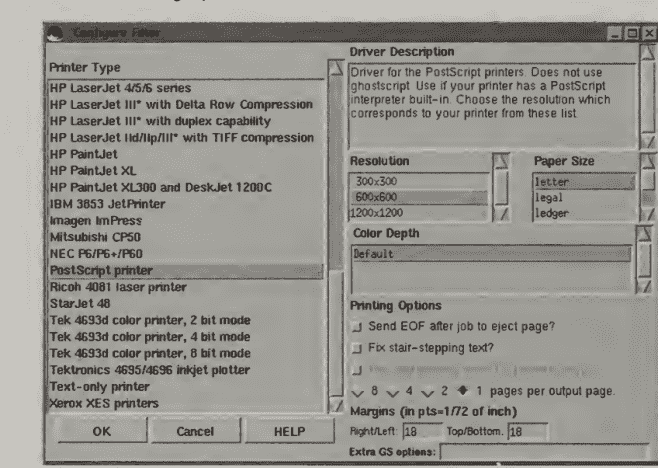 Configure Filter
Printer Type
HP LaserJet 4/5/6 series
HP LaserJet III* with Delta Row Compression
HP LaserJet III* with duplex capability
HP LaserJet IId/IIp/III* with TIFF compression
HP PaintJet
HP PaintJet XL
HP PaintJet XL300 and DeskJet 1200C
IBM 3853 JetPrinter
Imagen ImPress
Mitsubishi CP50
NEC P6/P6+/P60
PostScript printer
Ricoh 4081 laser printer
StarJet 48
Tek 4693d color printer, 2 bit mode
Tek 4693d color printer, 4 bit mode
Tek 4693d color printer, 8 bit mode
Tektronics 4695/4696 inkjet plotter
Text-only printer
Xerox XES printers
OK Cancel HELP
Driver Description
Driver for the PostScript printers. Does not use
ghostscript. Use if your printer has a PostScript
interpreter built-in. Choose the resolution which
corresponds to your printer from these list.
Resolution
300x300
600x600
1200x1200
Paper Size
letter
legal
ledger
Color Depth
Default
Printing Options
Send EOF after job to eject page?
Fix stair-stepping text?
8 4 2 1 pages per output page.
Margins (in pts=1/72 of inch)
Right/Left: 18 Top/Bottom: 18
Extra GS options: